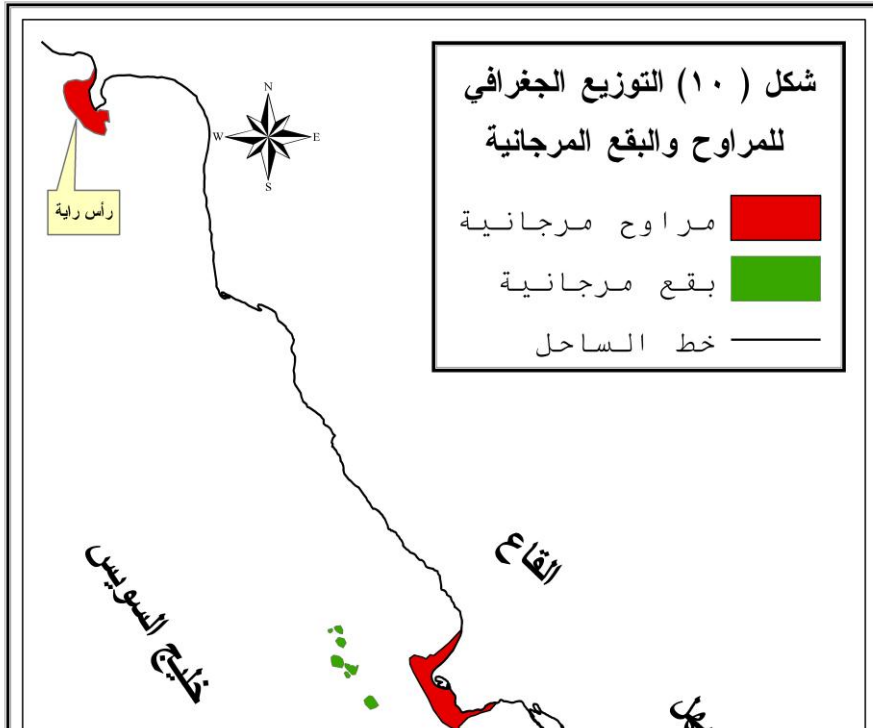 شكل ( ١٠ ) التوزيع الجغرافي
للمراوح والبقع المرجانية
مراوح مرجانية
بقع مرجانية
خط الساحل
N
W
E
S
رأس راية
القاع
خليج السويس